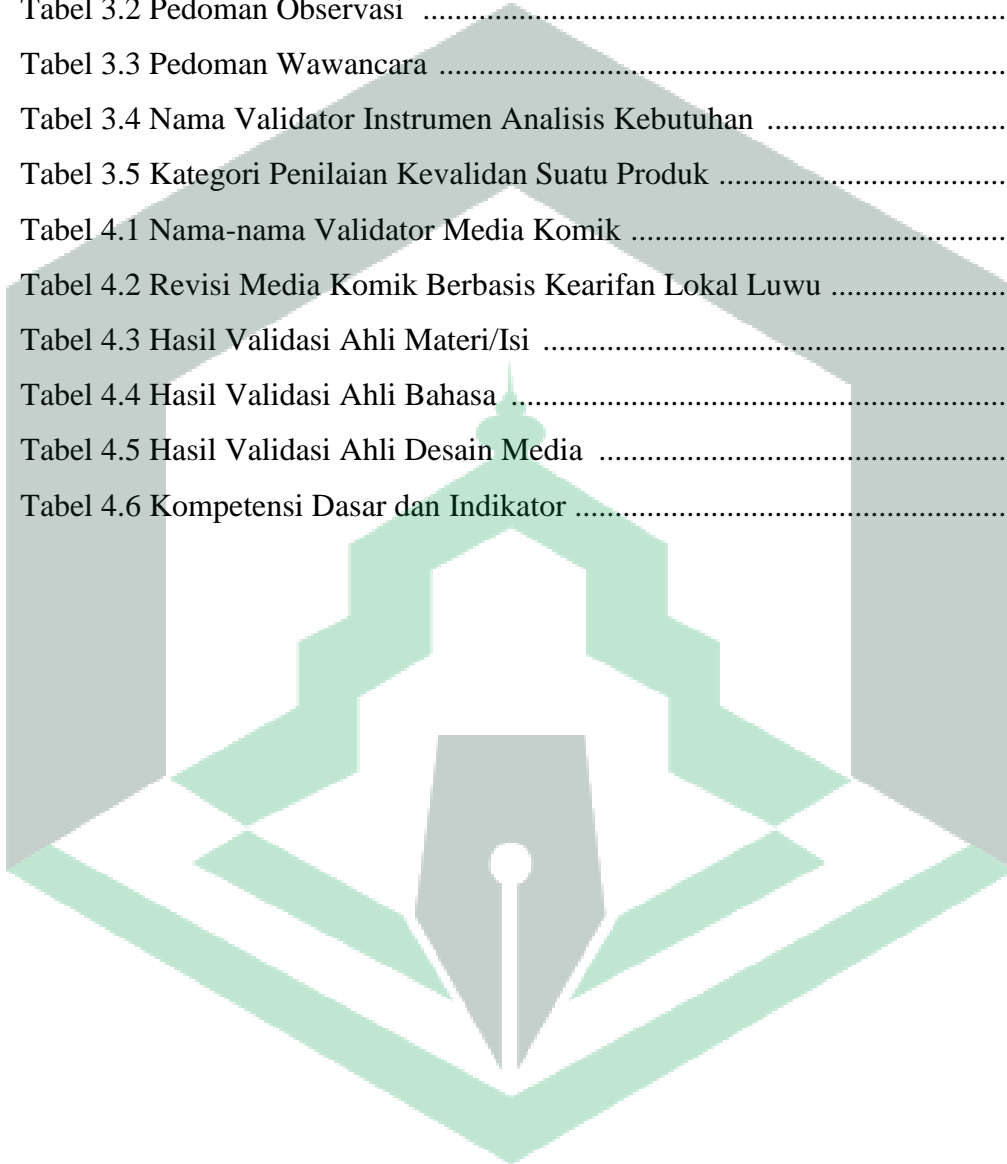 Tabel 3.2 Pedoman Observasi ........................................................................
Tabel 3.3 Pedoman Wawancara ......................................................................
Tabel 3.4 Nama Validator Instrumen Analisis Kebutuhan ..............................
Tabel 3.5 Kategori Penilaian Kevalidan Suatu Produk ....................................
Tabel 4.1 Nama-nama Validator Media Komik ...............................................
Tabel 4.2 Revisi Media Komik Berbasis Kearifan Lokal Luwu ......................
Tabel 4.3 Hasil Validasi Ahli Materi/Isi ..........................................................
Tabel 4.4 Hasil Validasi Ahli Bahasa ..............................................................
Tabel 4.5 Hasil Validasi Ahli Desain Media ...................................................
Tabel 4.6 Kompetensi Dasar dan Indikator ......................................................